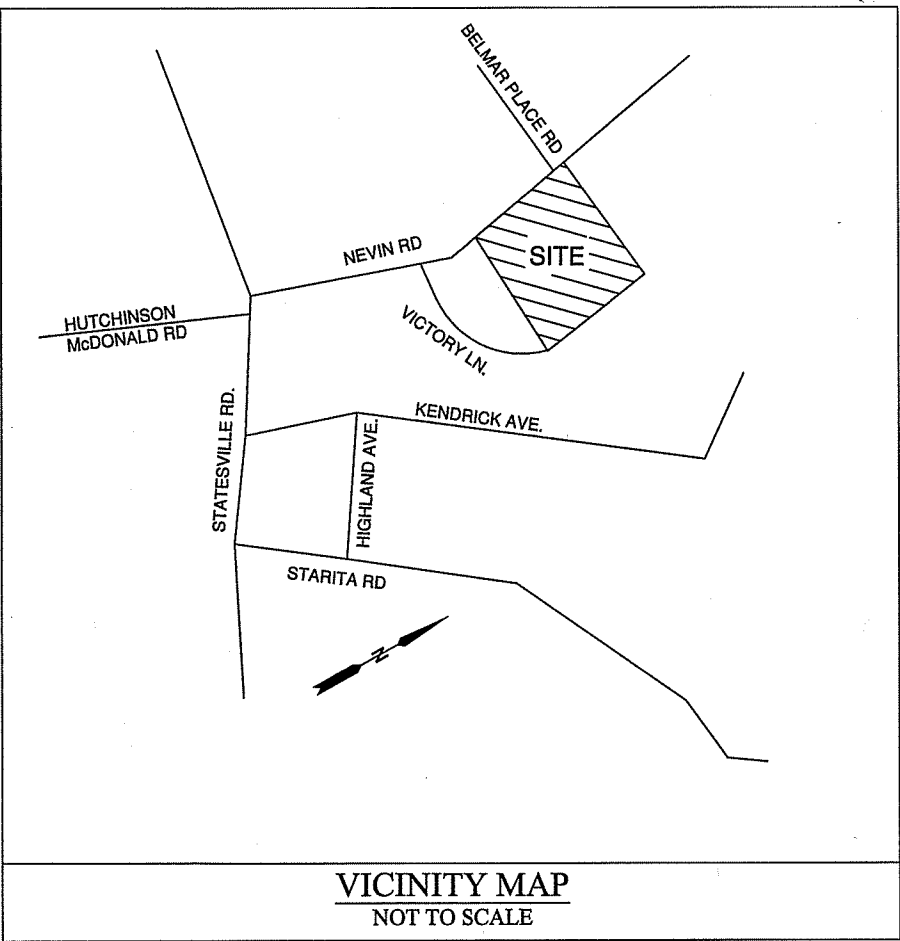 BELMAR PLACE RD
NEVIN RD
SITE
HUTCHINSON
McDONALD RD
VICTORY LN.
STATESVILLE RD.
KENDRICK AVE.
HIGHLAND AVE.
STARITA RD
N
VICINITY MAP
NOT TO SCALE